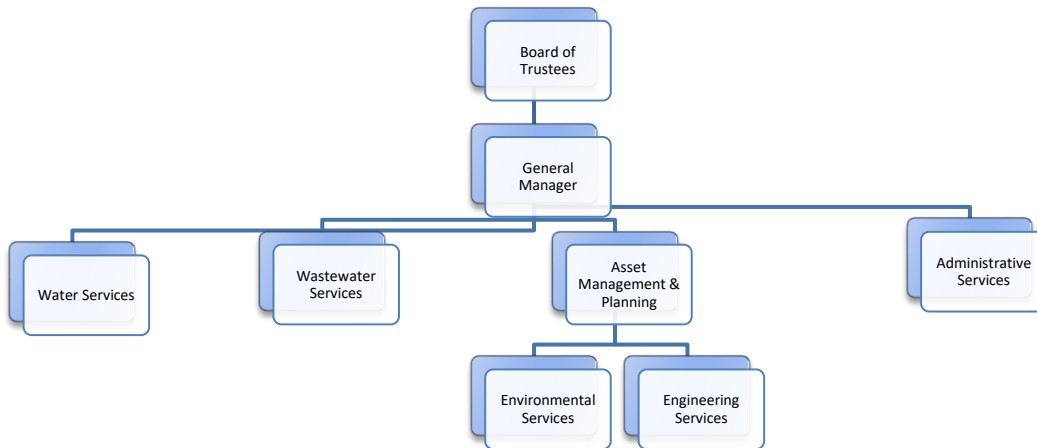 Board of
Trustees
General
Manager
Water Services
Wastewater
Services
Asset
Management &
Planning
Administrative
Services
Environmental
Services
Engineering
Services